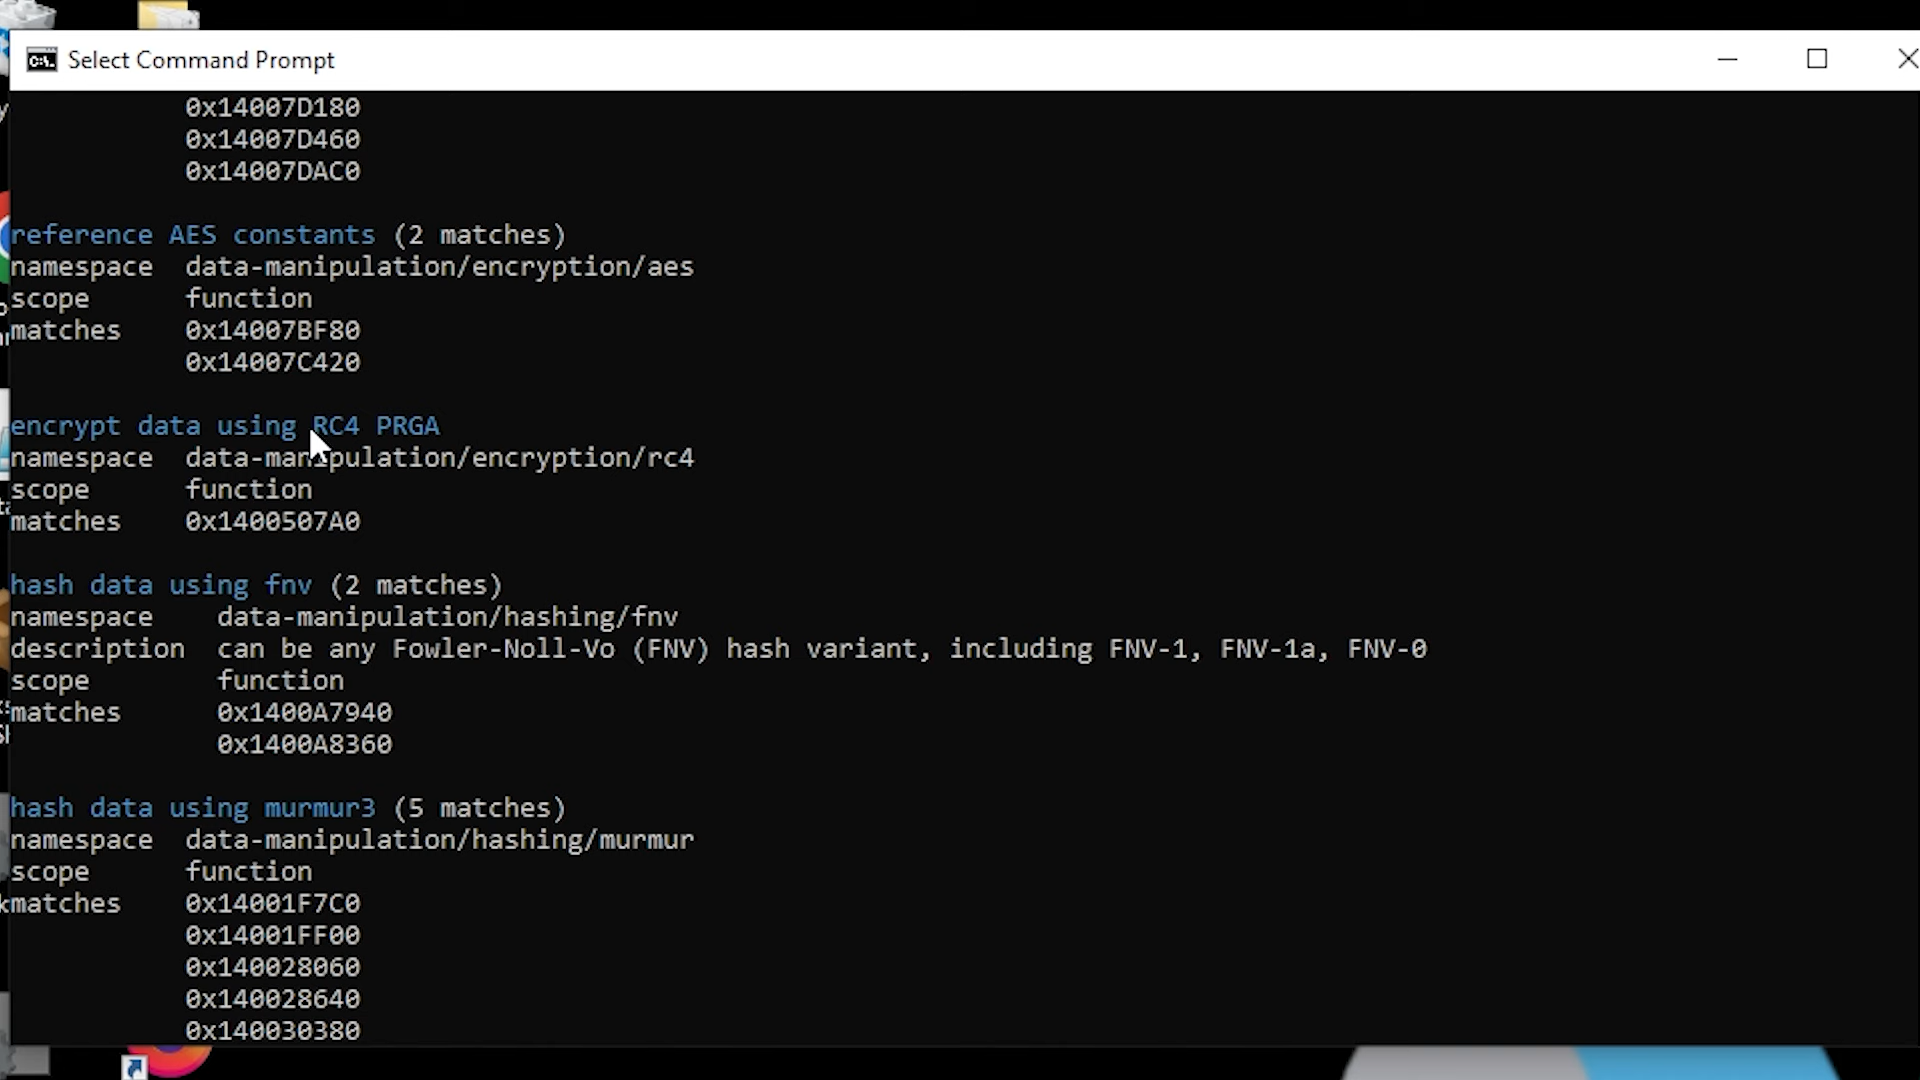 Select Command Prompt
0x14007D180
0x14007D460
0x14007DAC0
reference AES constants (2 matches)
namespace data-manipulation/encryption/aes
scope function
matches 0x14007BF80
0x14007C420
encrypt data using RC4 PRGA
namespace data-manipulation/encryption/rc4
scope function
matches 0x1400507A0
hash data using fnv (2 matches)
namespace data-manipulation/hashing/fnv
description can be any Fowler-Noll-Vo (FNV) hash variant, including FNV-1, FNV-1a, FNV-0
scope function
matches 0x1400A7940
0x1400A8360
hash data using murmur3 (5 matches)
namespace data-manipulation/hashing/murmur
scope function
matches 0x14001F7C0
0x14001FF00
0x140028060
0x140028640
0x140030380